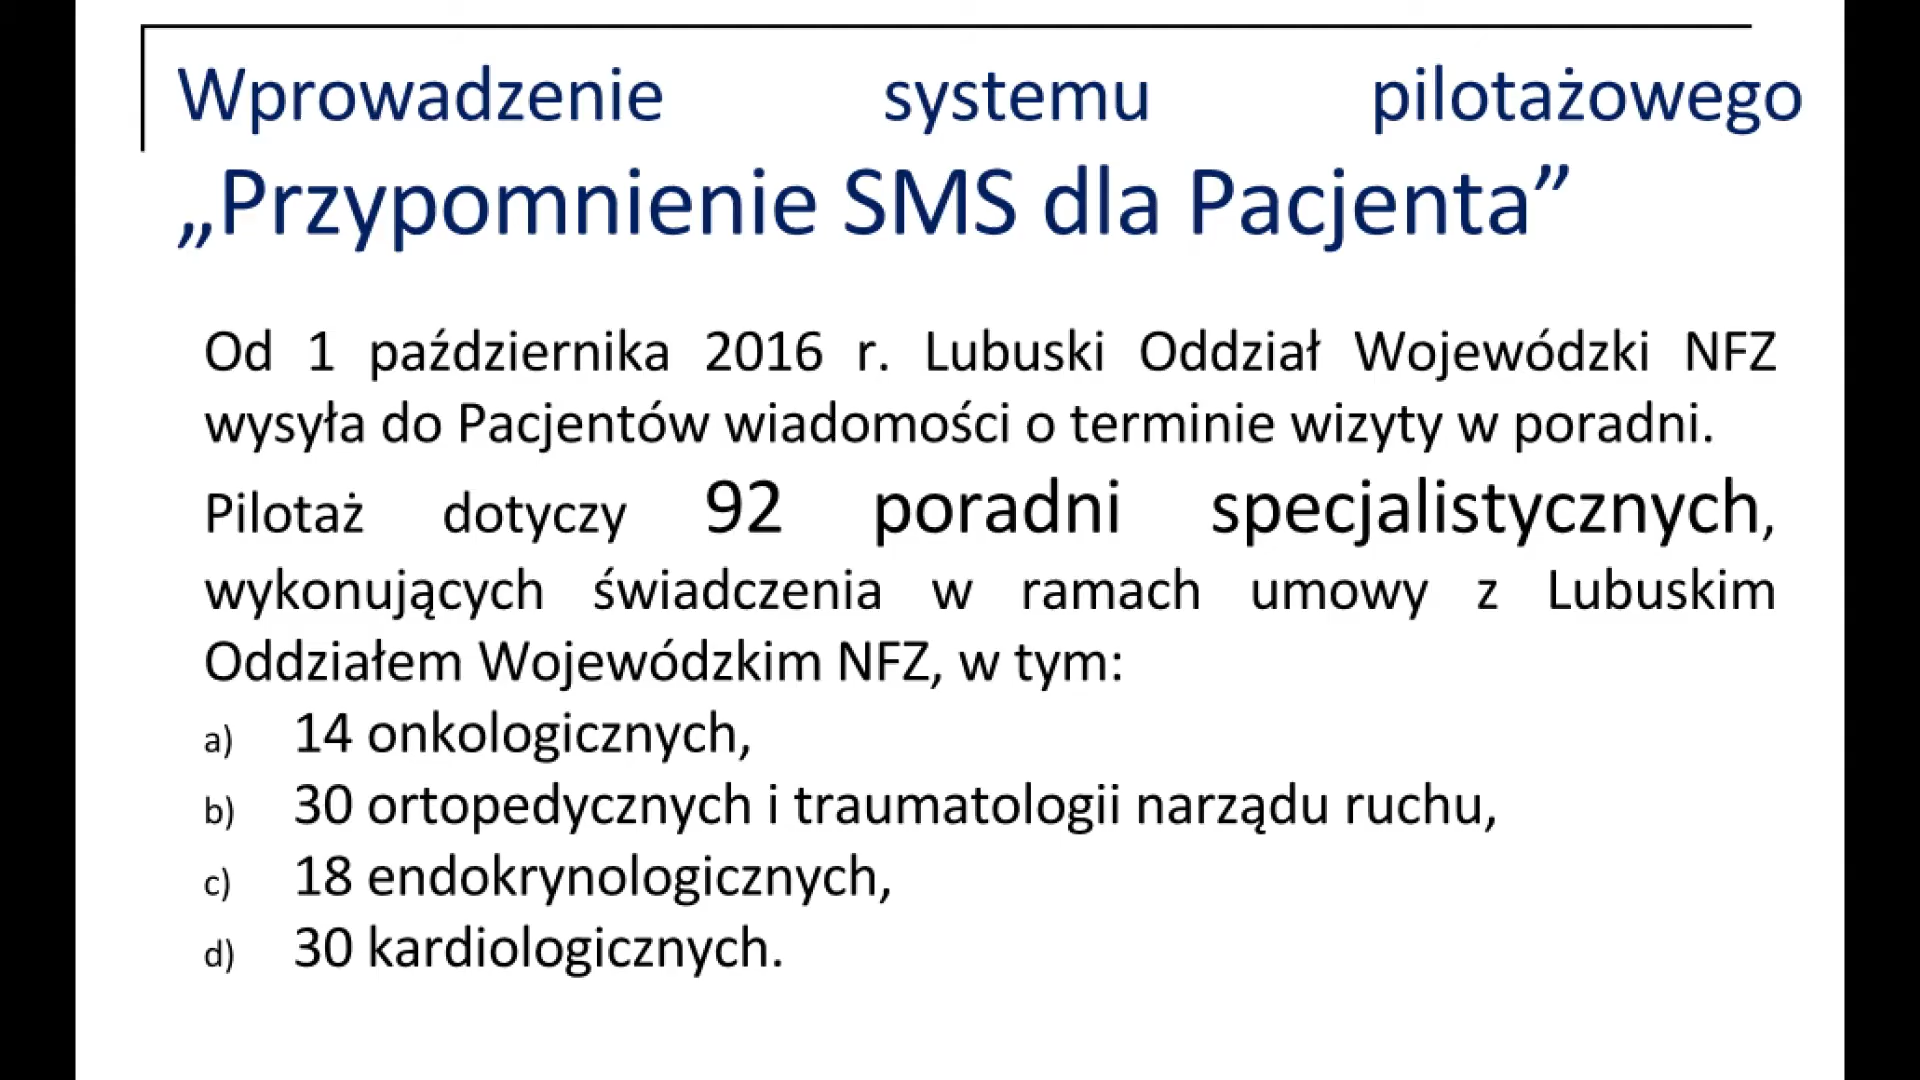 Wprowadzenie systemu pilotażowego
„Przypomnienie SMS dla Pacjenta”
Od 1 października 2016 r. Lubuski Oddział Wojewódzki NFZ
wysyła do Pacjentów wiadomości o terminie wizyty w poradni.
Pilotaż dotyczy 92 poradni specjalistycznych,
wykonujących świadczenia w ramach umowy z Lubuskim
Oddziałem Wojewódzkim NFZ, w tym:
a) 14 onkologicznych,
b) 30 ortopedycznych i traumatologii narządu ruchu,
c) 18 endokrynologicznych,
d) 30 kardiologicznych.